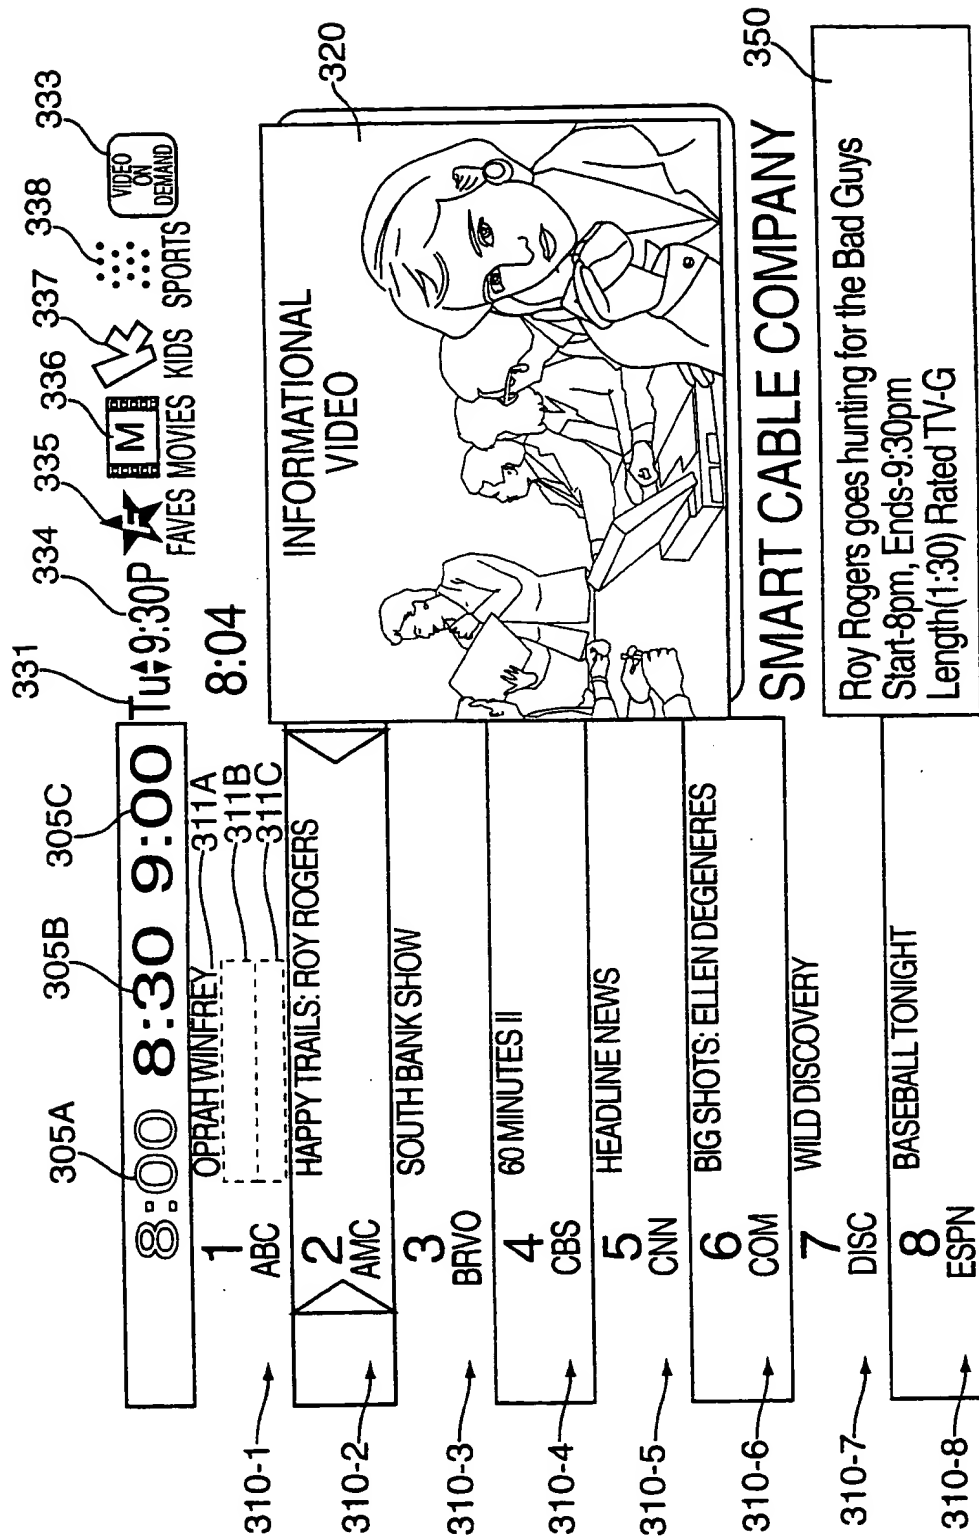 305A 305B 305C 331 334 335 336 337 338 333
8:00 8:30 9:00 Tu 9:30P F M VIDEO ON DEMAND
FAVES MOVIES KIDS SPORTS
8:04
310-1 1 ABC OPRAH WINFREY 311A
311B
311C
310-2 2 AMC HAPPY TRAILS: ROY ROGERS
310-3 3 BRVO SOUTH BANK SHOW
310-4 4 CBS 60 MINUTES II
310-5 5 CNN HEADLINE NEWS
310-6 6 COM BIG SHOTS: ELLEN DEGENERES
310-7 7 DISC WILD DISCOVERY
310-8 8 ESPN BASEBALL TONIGHT
INFORMATIONAL
VIDEO
320
SMART CABLE COMPANY
350
Roy Rogers goes hunting for the Bad Guys
Start-8pm, Ends-9:30pm
Length(1:30) Rated TV-G